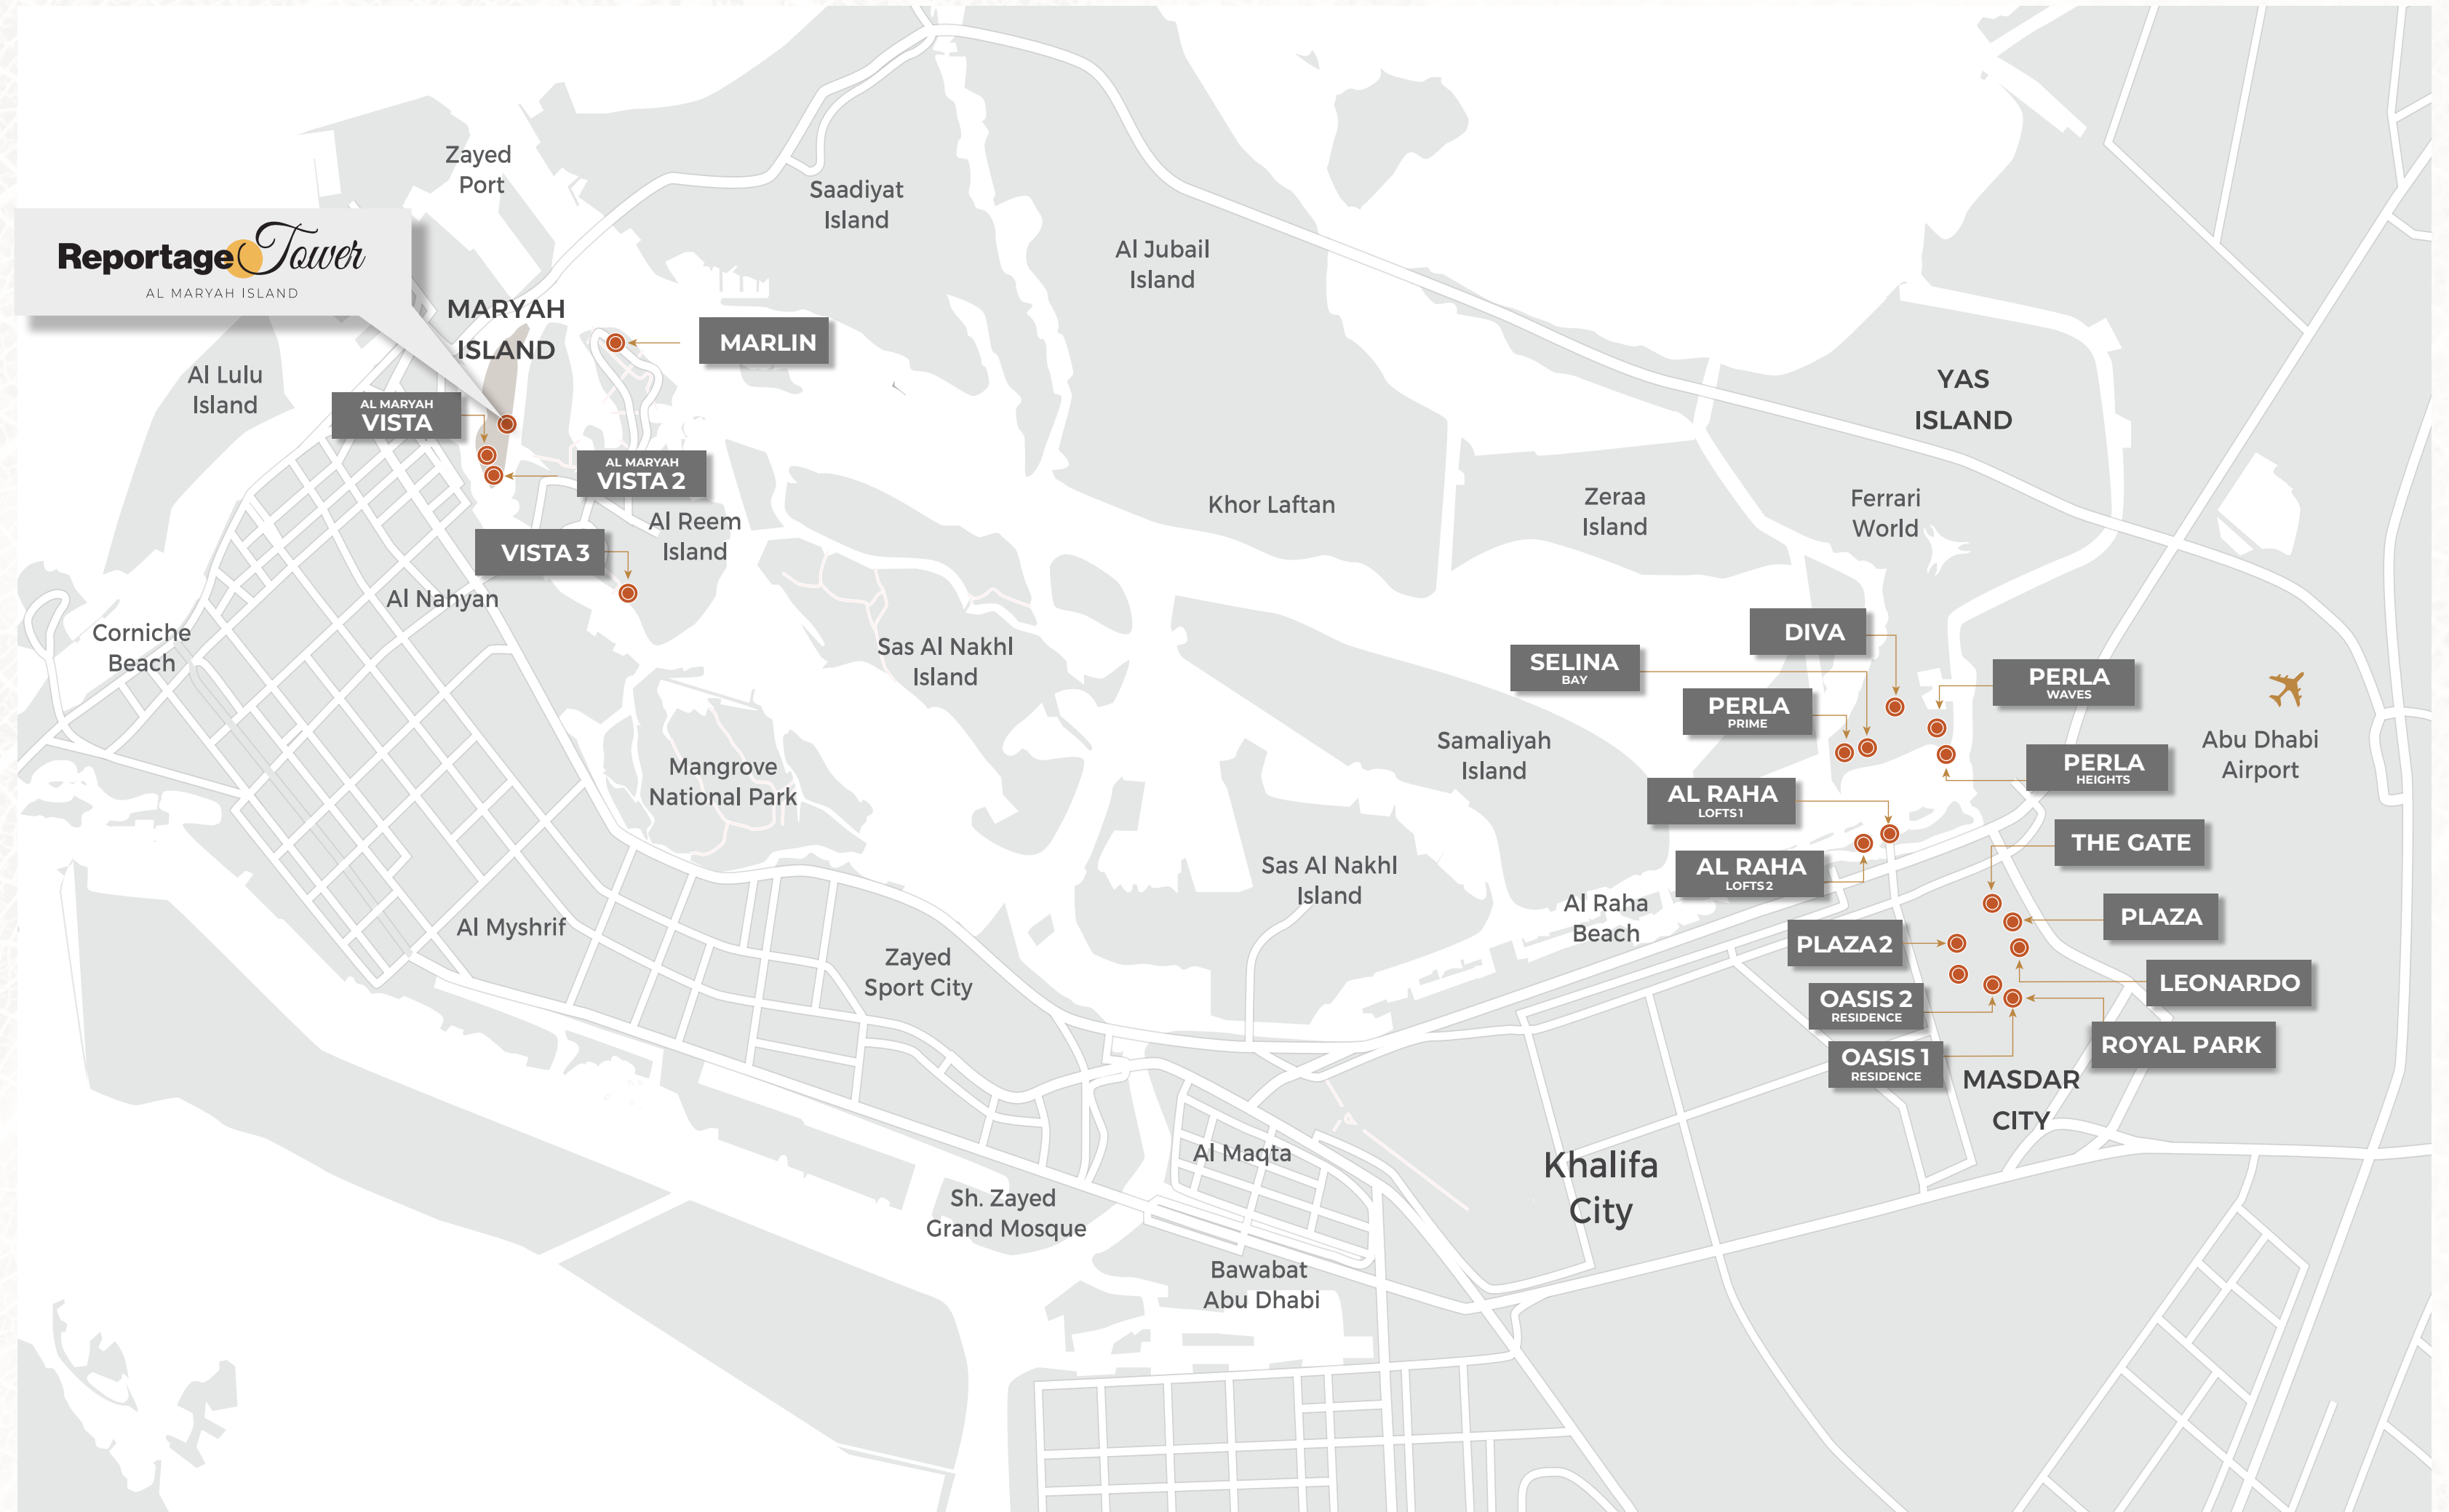 Zayed
Port
Saadiyat
Island
Al Jubail
Island
Reportage Tower
AL MARYAH ISLAND
MARYAH
ISLAND
MARLIN
Al Lulu
Island
AL MARYAH
VISTA
AL MARYAH
VISTA 2
YAS
ISLAND
Khor Laftan
Zeraa
Island
Ferrari
World
Al Reem
Island
VISTA 3
Al Nahyan
Corniche
Beach
Sas Al Nakhl
Island
DIVA
SELINA
BAY
PERLA
WAVES
PERLA
PRIME
Samaliyah
Island
Abu Dhabi
Airport
PERLA
HEIGHTS
Mangrove
National Park
AL RAHA
LOFTS 1
THE GATE
AL RAHA
LOFTS 2
Sas Al Nakhl
Island
Al Raha
Beach
PLAZA
Al Myshrif
PLAZA 2
Zayed
Sport City
LEONARDO
OASIS 2
RESIDENCE
ROYAL PARK
OASIS 1
RESIDENCE
MASDAR
CITY
Al Maqta
Khalifa
City
Sh. Zayed
Grand Mosque
Bawabat
Abu Dhabi